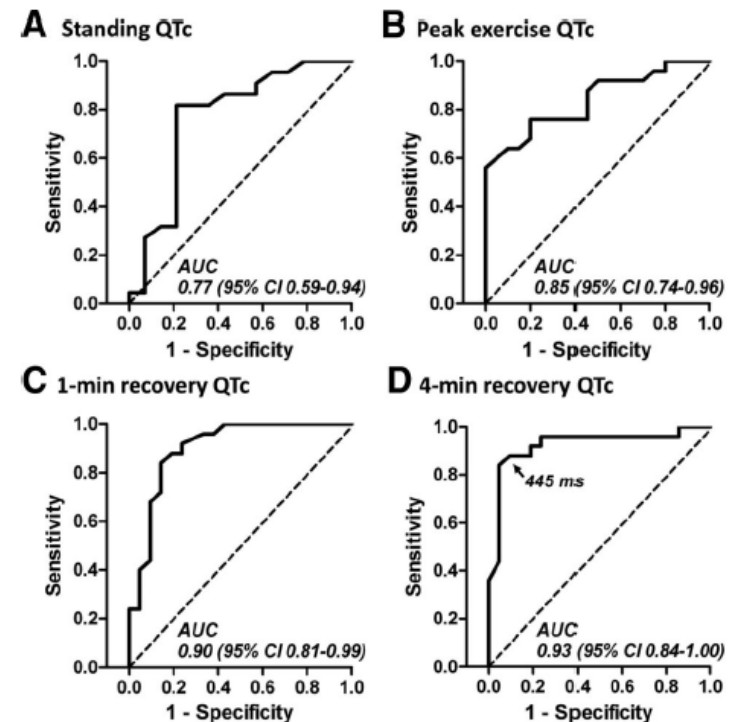 A Standing QTc
1.0
0.8
0.6
0.4
0.2
0.0
Sensitivity
AUC
0.77 (95% CI 0.59-0.94)
0.0 0.2 0.4 0.6 0.8 1.0
1 - Specificity
B Peak exercise QTc
1.0
0.8
0.6
0.4
0.2
0.0
Sensitivity
AUC
0.85 (95% CI 0.74-0.96)
0.0 0.2 0.4 0.6 0.8 1.0
1 - Specificity
C 1-min recovery QTc
1.0
0.8
0.6
0.4
0.2
0.0
Sensitivity
AUC
0.90 (95% CI 0.81-0.99)
0.0 0.2 0.4 0.6 0.8 1.0
1 - Specificity
D 4-min recovery QTc
1.0
0.8
0.6
0.4
0.2
0.0
Sensitivity
445 ms
AUC
0.93 (95% CI 0.84-1.00)
0.0 0.2 0.4 0.6 0.8 1.0
1 - Specificity